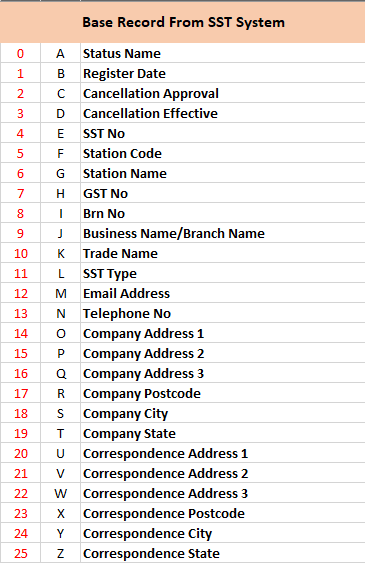 Base Record From SST System
0 A Status Name
1 B Register Date
2 C Cancellation Approval
3 D Cancellation Effective
4 E SST No
5 F Station Code
6 G Station Name
7 H GST No
8 I Brn No
9 J Business Name/Branch Name
10 K Trade Name
11 L SST Type
12 M Email Address
13 N Telephone No
14 O Company Address 1
15 P Company Address 2
16 Q Company Address 3
17 R Company Postcode
18 S Company City
19 T Company State
20 U Correspondence Address 1
21 V Correspondence Address 2
22 W Correspondence Address 3
23 X Correspondence Postcode
24 Y Correspondence City
25 Z Correspondence State